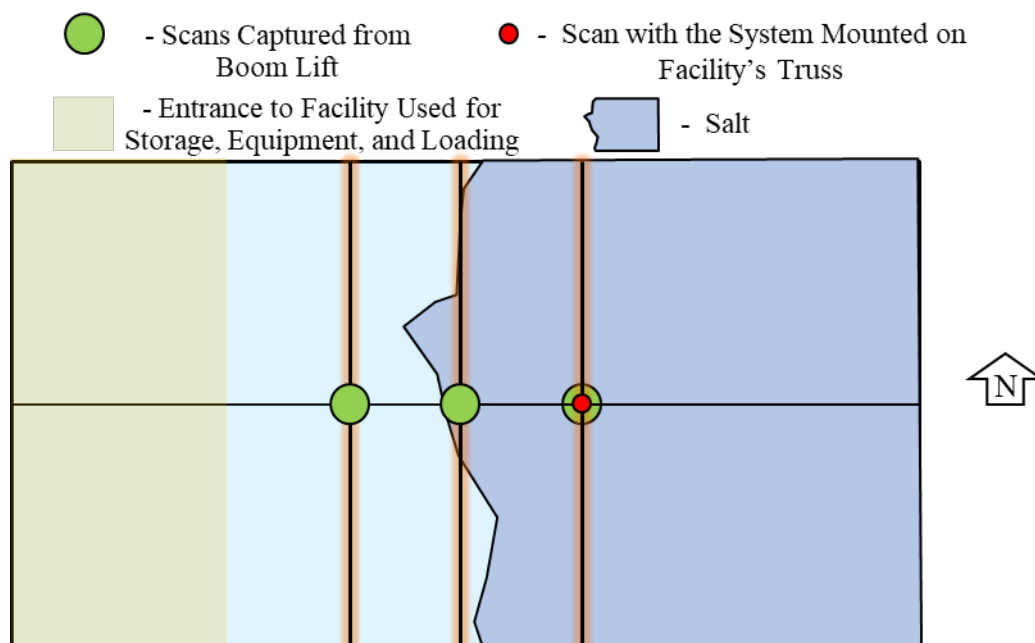 - Scans Captured from
Boom Lift
- Scan with the System Mounted on
Facility's Truss
- Entrance to Facility Used for
Storage, Equipment, and Loading
- Salt
N